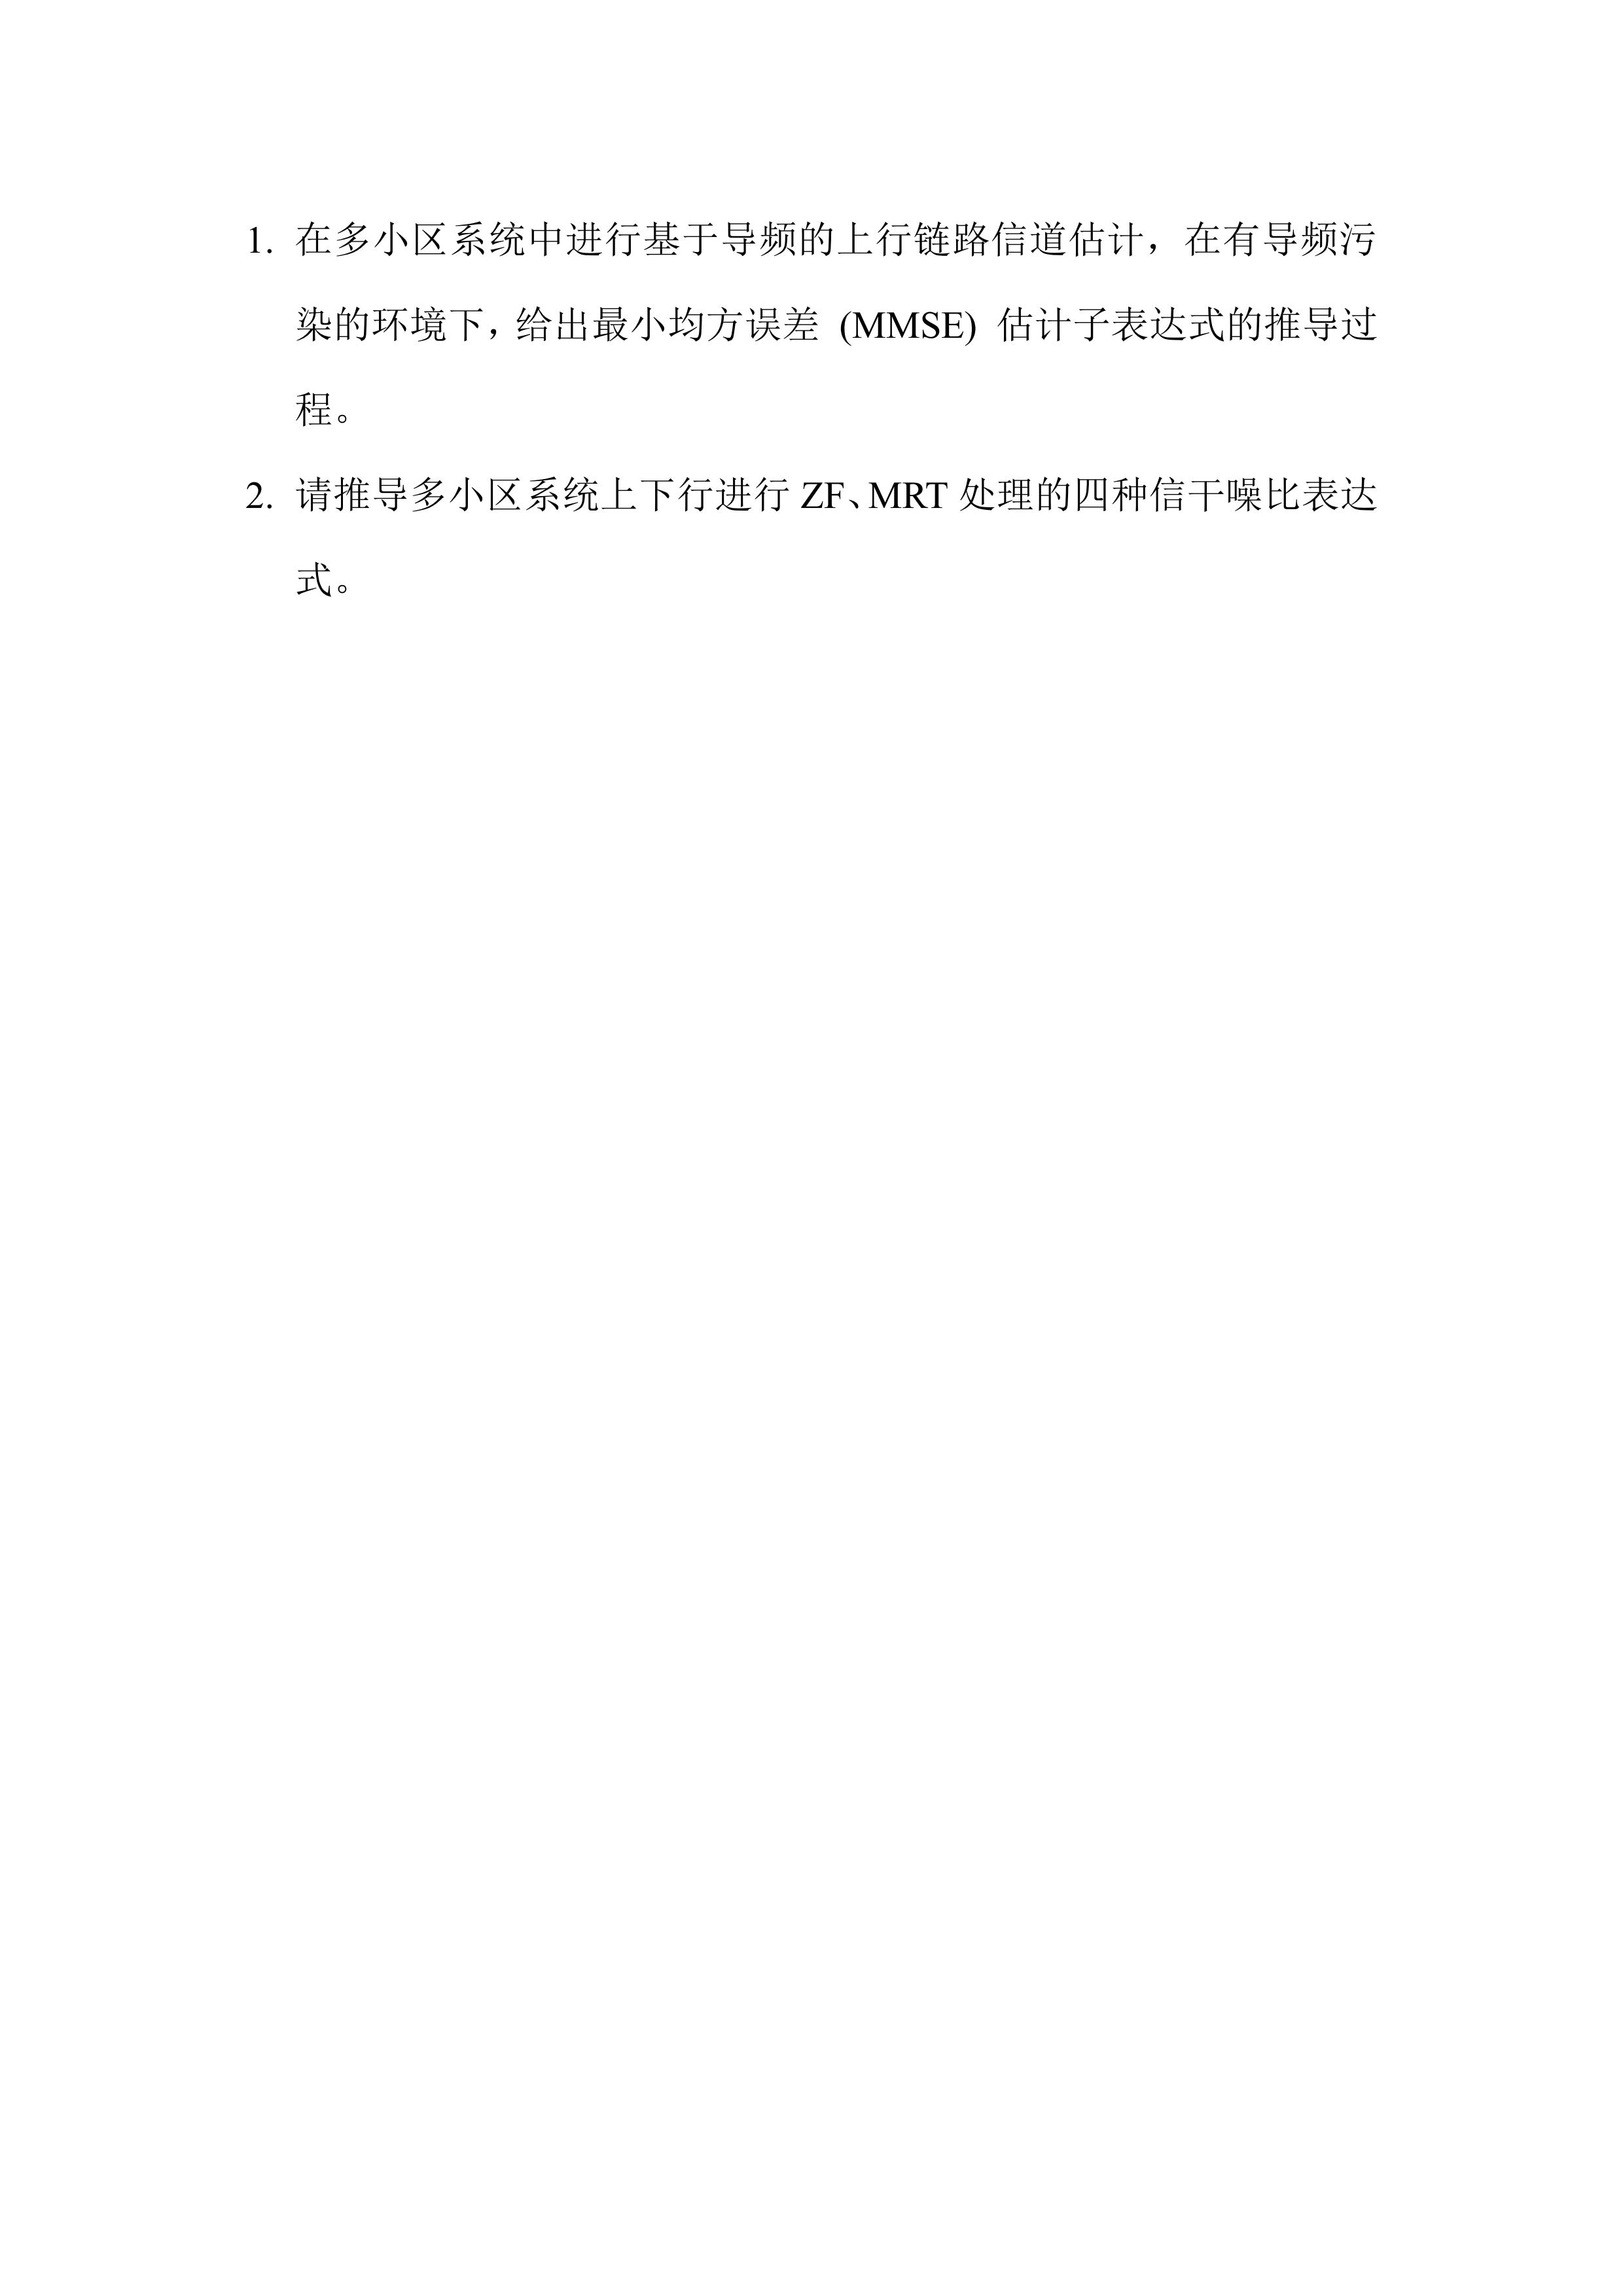 1. 在多小区系统中进行基于导频的上行链路信道估计，在有导频污
染的环境下，给出最小均方误差 (MMSE) 估计子表达式的推导过
程。
2. 请推导多小区系统上下行进行 ZF、MRT 处理的四种信干噪比表达
式。